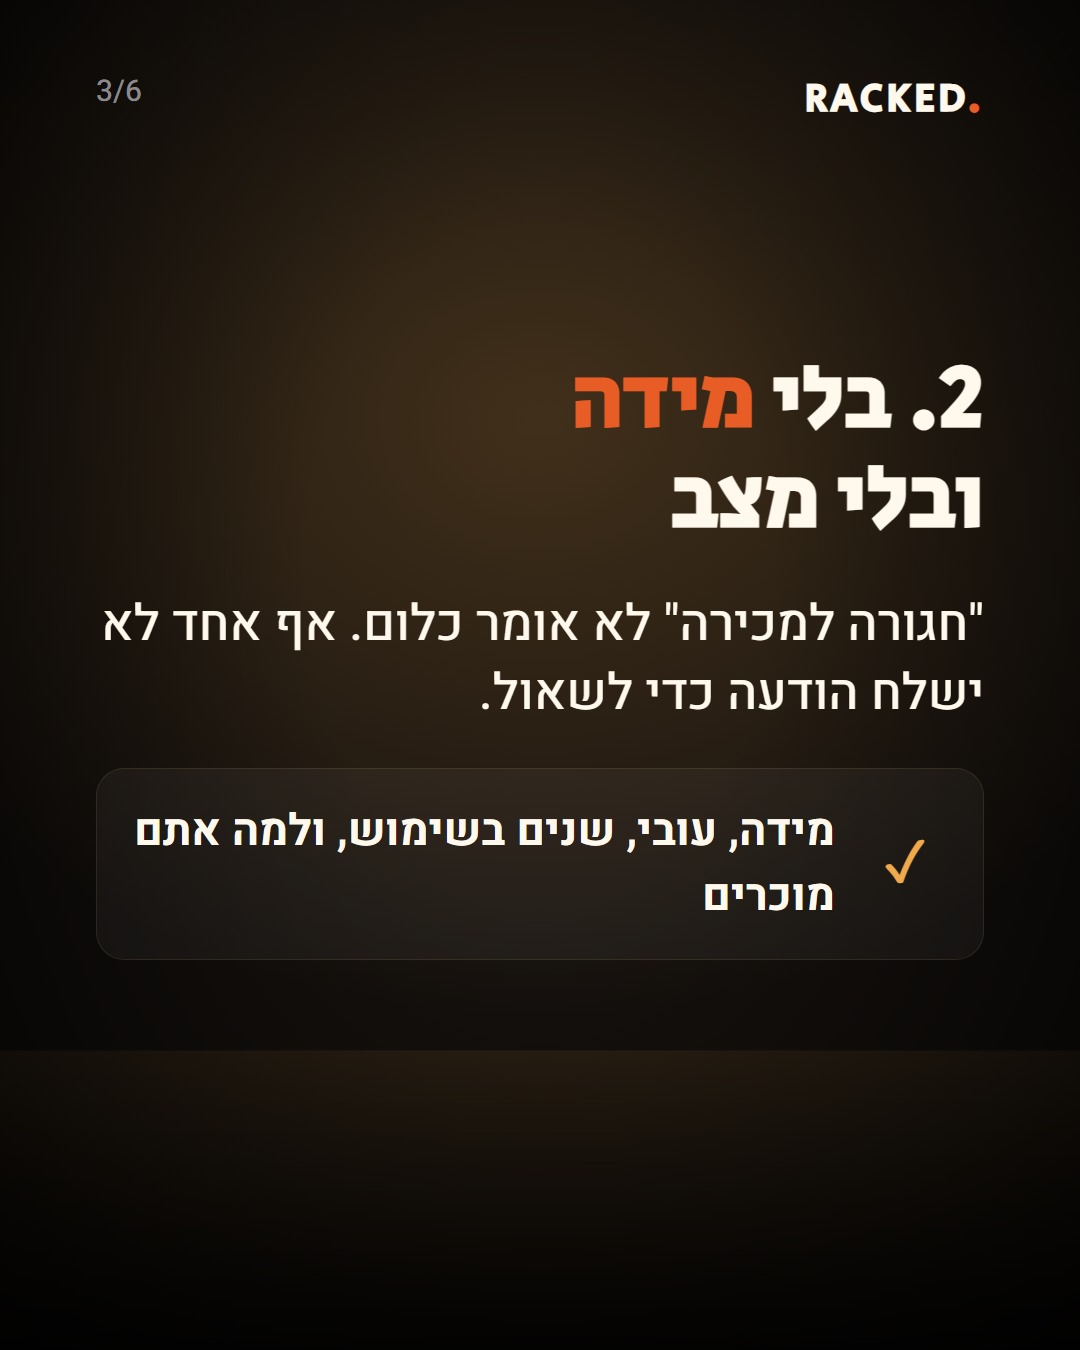 RACKED.
3/6
2. בלי מידה
ובלי מצב
"חגורה למכירה" לא אומר כלום. אף אחד לא
ישלח הודעה כדי לשאול.
✓ מידה, עובי, שנים בשימוש, ולמה אתם
מוכרים